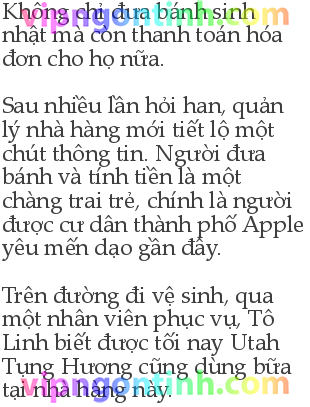 Không chỉ đưa bánh sinh
vipngontinh.com
nhật mà còn thanh toán hóa
đơn cho họ nữa.
Sau nhiều lần hỏi han, quản
lý nhà hàng mới tiết lộ một
chút thông tin. Người đưa
bánh và tính tiền là một
chàng trai trẻ, chính là người
được cư dân thành phố Apple
yêu mến dạo gần đây.
Trên đường đi vệ sinh, qua
một nhân viên phục vụ, Tô
Linh biết được tối nay Utah
Tụng Hương cũng dùng bữa
tại nhà hàng này.
vipngontinh.com